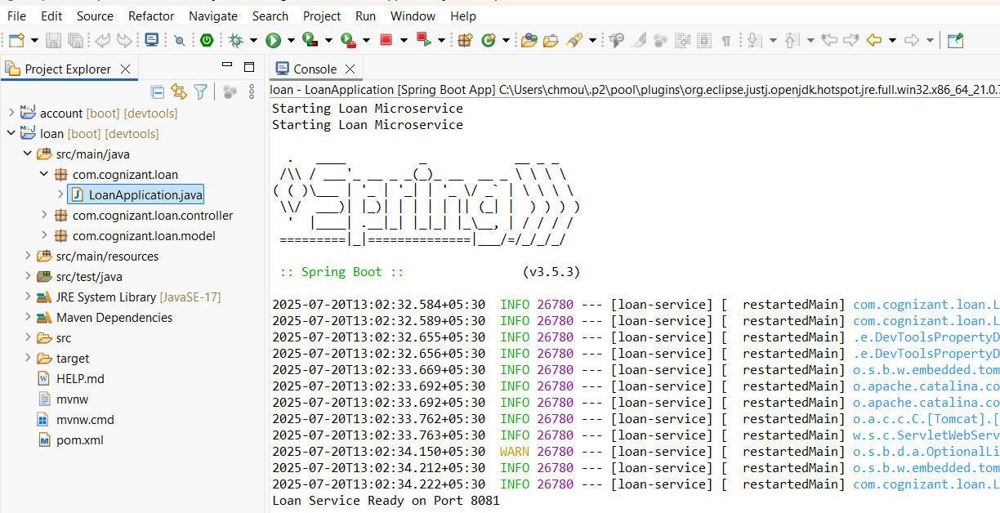 File Edit Source Refactor Navigate Search Project Run Window Help
Project Explorer
account [boot] [devtools]
loan [boot] [devtools]
src/main/java
com.cognizant.loan
LoanApplication.java
com.cognizant.loan.controller
com.cognizant.loan.model
src/main/resources
src/test/java
JRE System Library [JavaSE-17]
Maven Dependencies
src
target
HELP.md
mvnw
mvnw.cmd
pom.xml
Console
loan - LoanApplication [Spring Boot App] C:\Users\chmou\.p2\pool\plugins\org.eclipse.justj.openjdk.hotspot.jre.full.win32.x86_64_21.0.
Starting Loan Microservice
Starting Loan Microservice
Spring
:: Spring Boot :: (v3.5.3)
2025-07-20T13:02:32.584+05:30 INFO 26780 --- [loan-service] [ restartedMain] com.cognizant.loan.L
2025-07-20T13:02:32.589+05:30 INFO 26780 --- [loan-service] [ restartedMain] com.cognizant.loan.L
2025-07-20T13:02:32.655+05:30 INFO 26780 --- [loan-service] [ restartedMain] .e.DevToolsPropertyD
2025-07-20T13:02:32.656+05:30 INFO 26780 --- [loan-service] [ restartedMain] .e.DevToolsPropertyD
2025-07-20T13:02:33.669+05:30 INFO 26780 --- [loan-service] [ restartedMain] o.s.b.w.embedded.tom
2025-07-20T13:02:33.692+05:30 INFO 26780 --- [loan-service] [ restartedMain] o.apache.catalina.co
2025-07-20T13:02:33.692+05:30 INFO 26780 --- [loan-service] [ restartedMain] o.apache.catalina.co
2025-07-20T13:02:33.762+05:30 INFO 26780 --- [loan-service] [ restartedMain] o.a.c.c.C.[Tomcat].[
2025-07-20T13:02:33.763+05:30 INFO 26780 --- [loan-service] [ restartedMain] w.s.c.ServletWebServ
2025-07-20T13:02:34.150+05:30 WARN 26780 --- [loan-service] [ restartedMain] o.s.b.d.a.OptionalLi
2025-07-20T13:02:34.212+05:30 INFO 26780 --- [loan-service] [ restartedMain] o.s.b.w.embedded.tom
2025-07-20T13:02:34.222+05:30 INFO 26780 --- [loan-service] [ restartedMain] com.cognizant.loan.L
Loan Service Ready on Port 8081